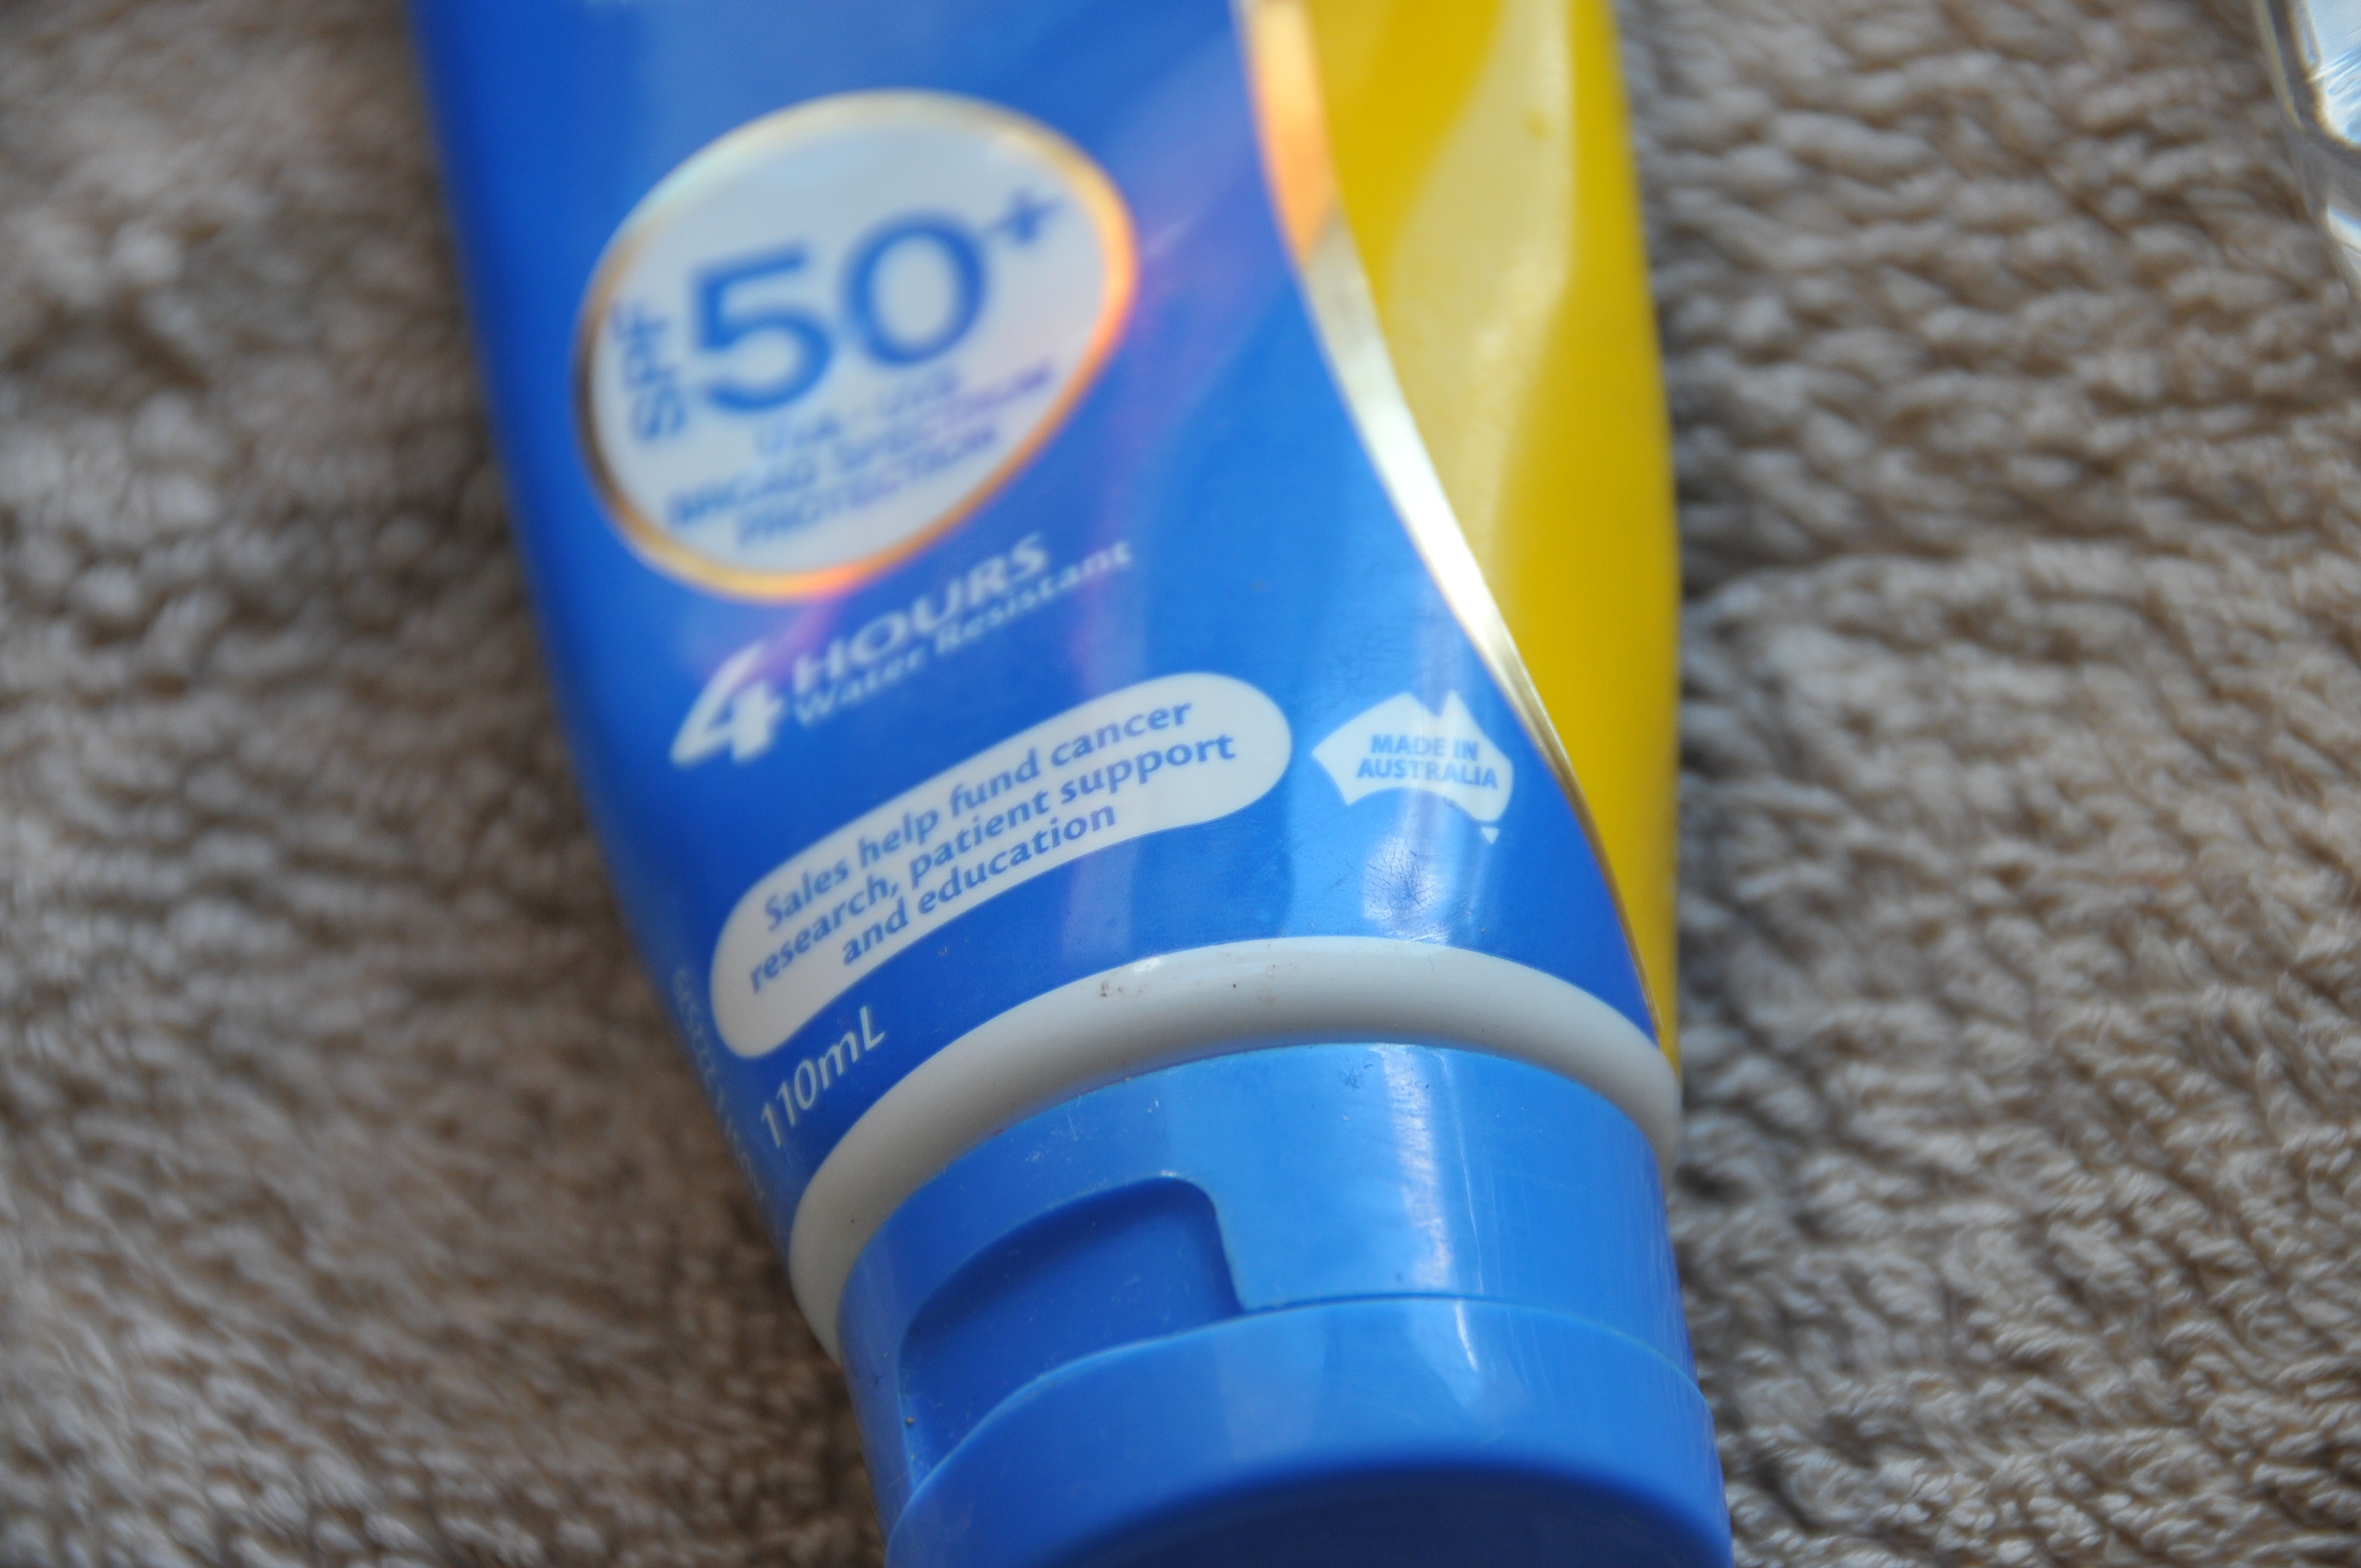 SPF 50+
UVA - UVB
BROAD SPECTRUM
PROTECTION
4 HOURS
Water Resistant
Sales help fund cancer
research, patient support
and education
MADE IN
AUSTRALIA
110mL